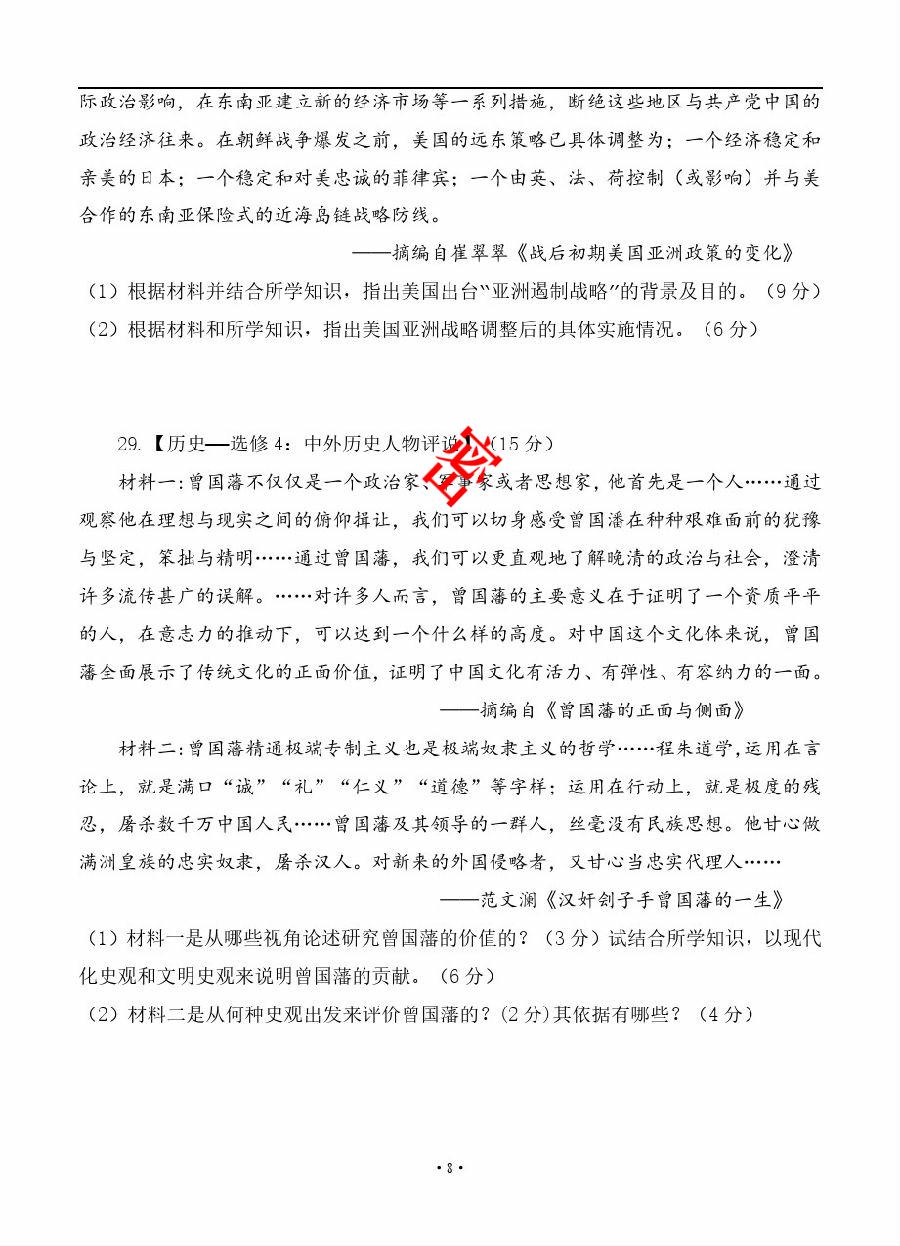 际政治影响，在东南亚建立新的经济市场等一系列措施，断绝这些地区与共产党中国的
政治经济往来。在朝鲜战争爆发之前，美国的远东策略已具体调整为；一个经济稳定和
亲美的日本；一个稳定和对美忠诚的菲律宾；一个由英、法、荷控制（或影响）并与美
合作的东南亚保险式的近海岛链战略防线。
——摘编自崔翠翠《战后初期美国亚洲政策的变化》
（1）根据材料并结合所学知识，指出美国出台“亚洲遏制战略”的背景及目的。（9 分）
（2）根据材料和所学知识，指出美国亚洲战略调整后的具体实施情况。（6 分）
29.【历史——选修 4：中外历史人物评说】（15 分）
密
材料一:曾国藩不仅仅是一个政治家、军事家或者思想家，他首先是一个人……通过
观察他在理想与现实之间的俯仰揖让，我们可以切身感受曾国潘在种种艰难面前的犹豫
与坚定，笨拙与精明……通过曾国藩，我们可以更直观地了解晚清的政治与社会，澄清
许多流传甚广的误解。……对许多人而言，曾国藩的主要意义在于证明了一个资质平平
的人，在意志力的推动下，可以达到一个什么样的高度。对中国这个文化体来说，曾国
藩全面展示了传统文化的正面价值，证明了中国文化有活力、有弹性、有容纳力的一面。
——摘编自《曾国藩的正面与侧面》
材料二:曾国藩精通极端专制主义也是极端奴隶主义的哲学……程朱道学,运用在言
论上，就是满口“诚”“礼”“仁义”“道德”等字样；运用在行动上，就是极度的残
忍，屠杀数千万中国人民……曾国藩及其领导的一群人，丝毫没有民族思想。他甘心做
满洲皇族的忠实奴隶，屠杀汉人。对新来的外国侵略者，又甘心当忠实代理人……
——范文澜《汉奸刽子手曾国藩的一生》
（1）材料一是从哪些视角论述研究曾国藩的价值的？（3 分）试结合所学知识，以现代
化史观和文明史观来说明曾国藩的贡献。（6 分）
（2）材料二是从何种史观出发来评价曾国藩的？(2 分)其依据有哪些？（4 分）
·8·